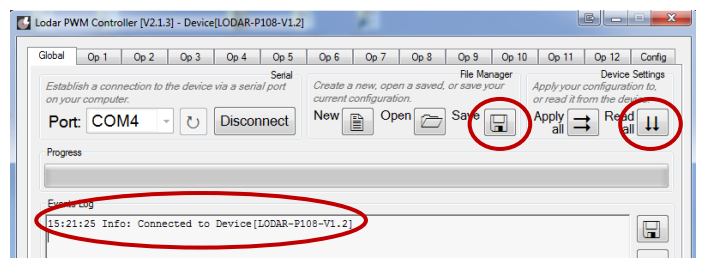 Lodar PWM Controller [V2.1.3] - Device[LODAR-P108-V1.2]
Global Op 1 Op 2 Op 3 Op 4 Op 5 Op 6 Op 7 Op 8 Op 9 Op 10 Op 11 Op 12 Config
Serial
Establish a connection to the device via a serial port
on your computer.
Port: COM4 Disconnect
File Manager
Create a new, open a saved, or save your
current configuration.
New Open Save
Device Settings
Apply your configuration to,
or read it from the device.
Apply all Read all
Progress
Events Log
15:21:25 Info: Connected to Device[LODAR-P108-V1.2]